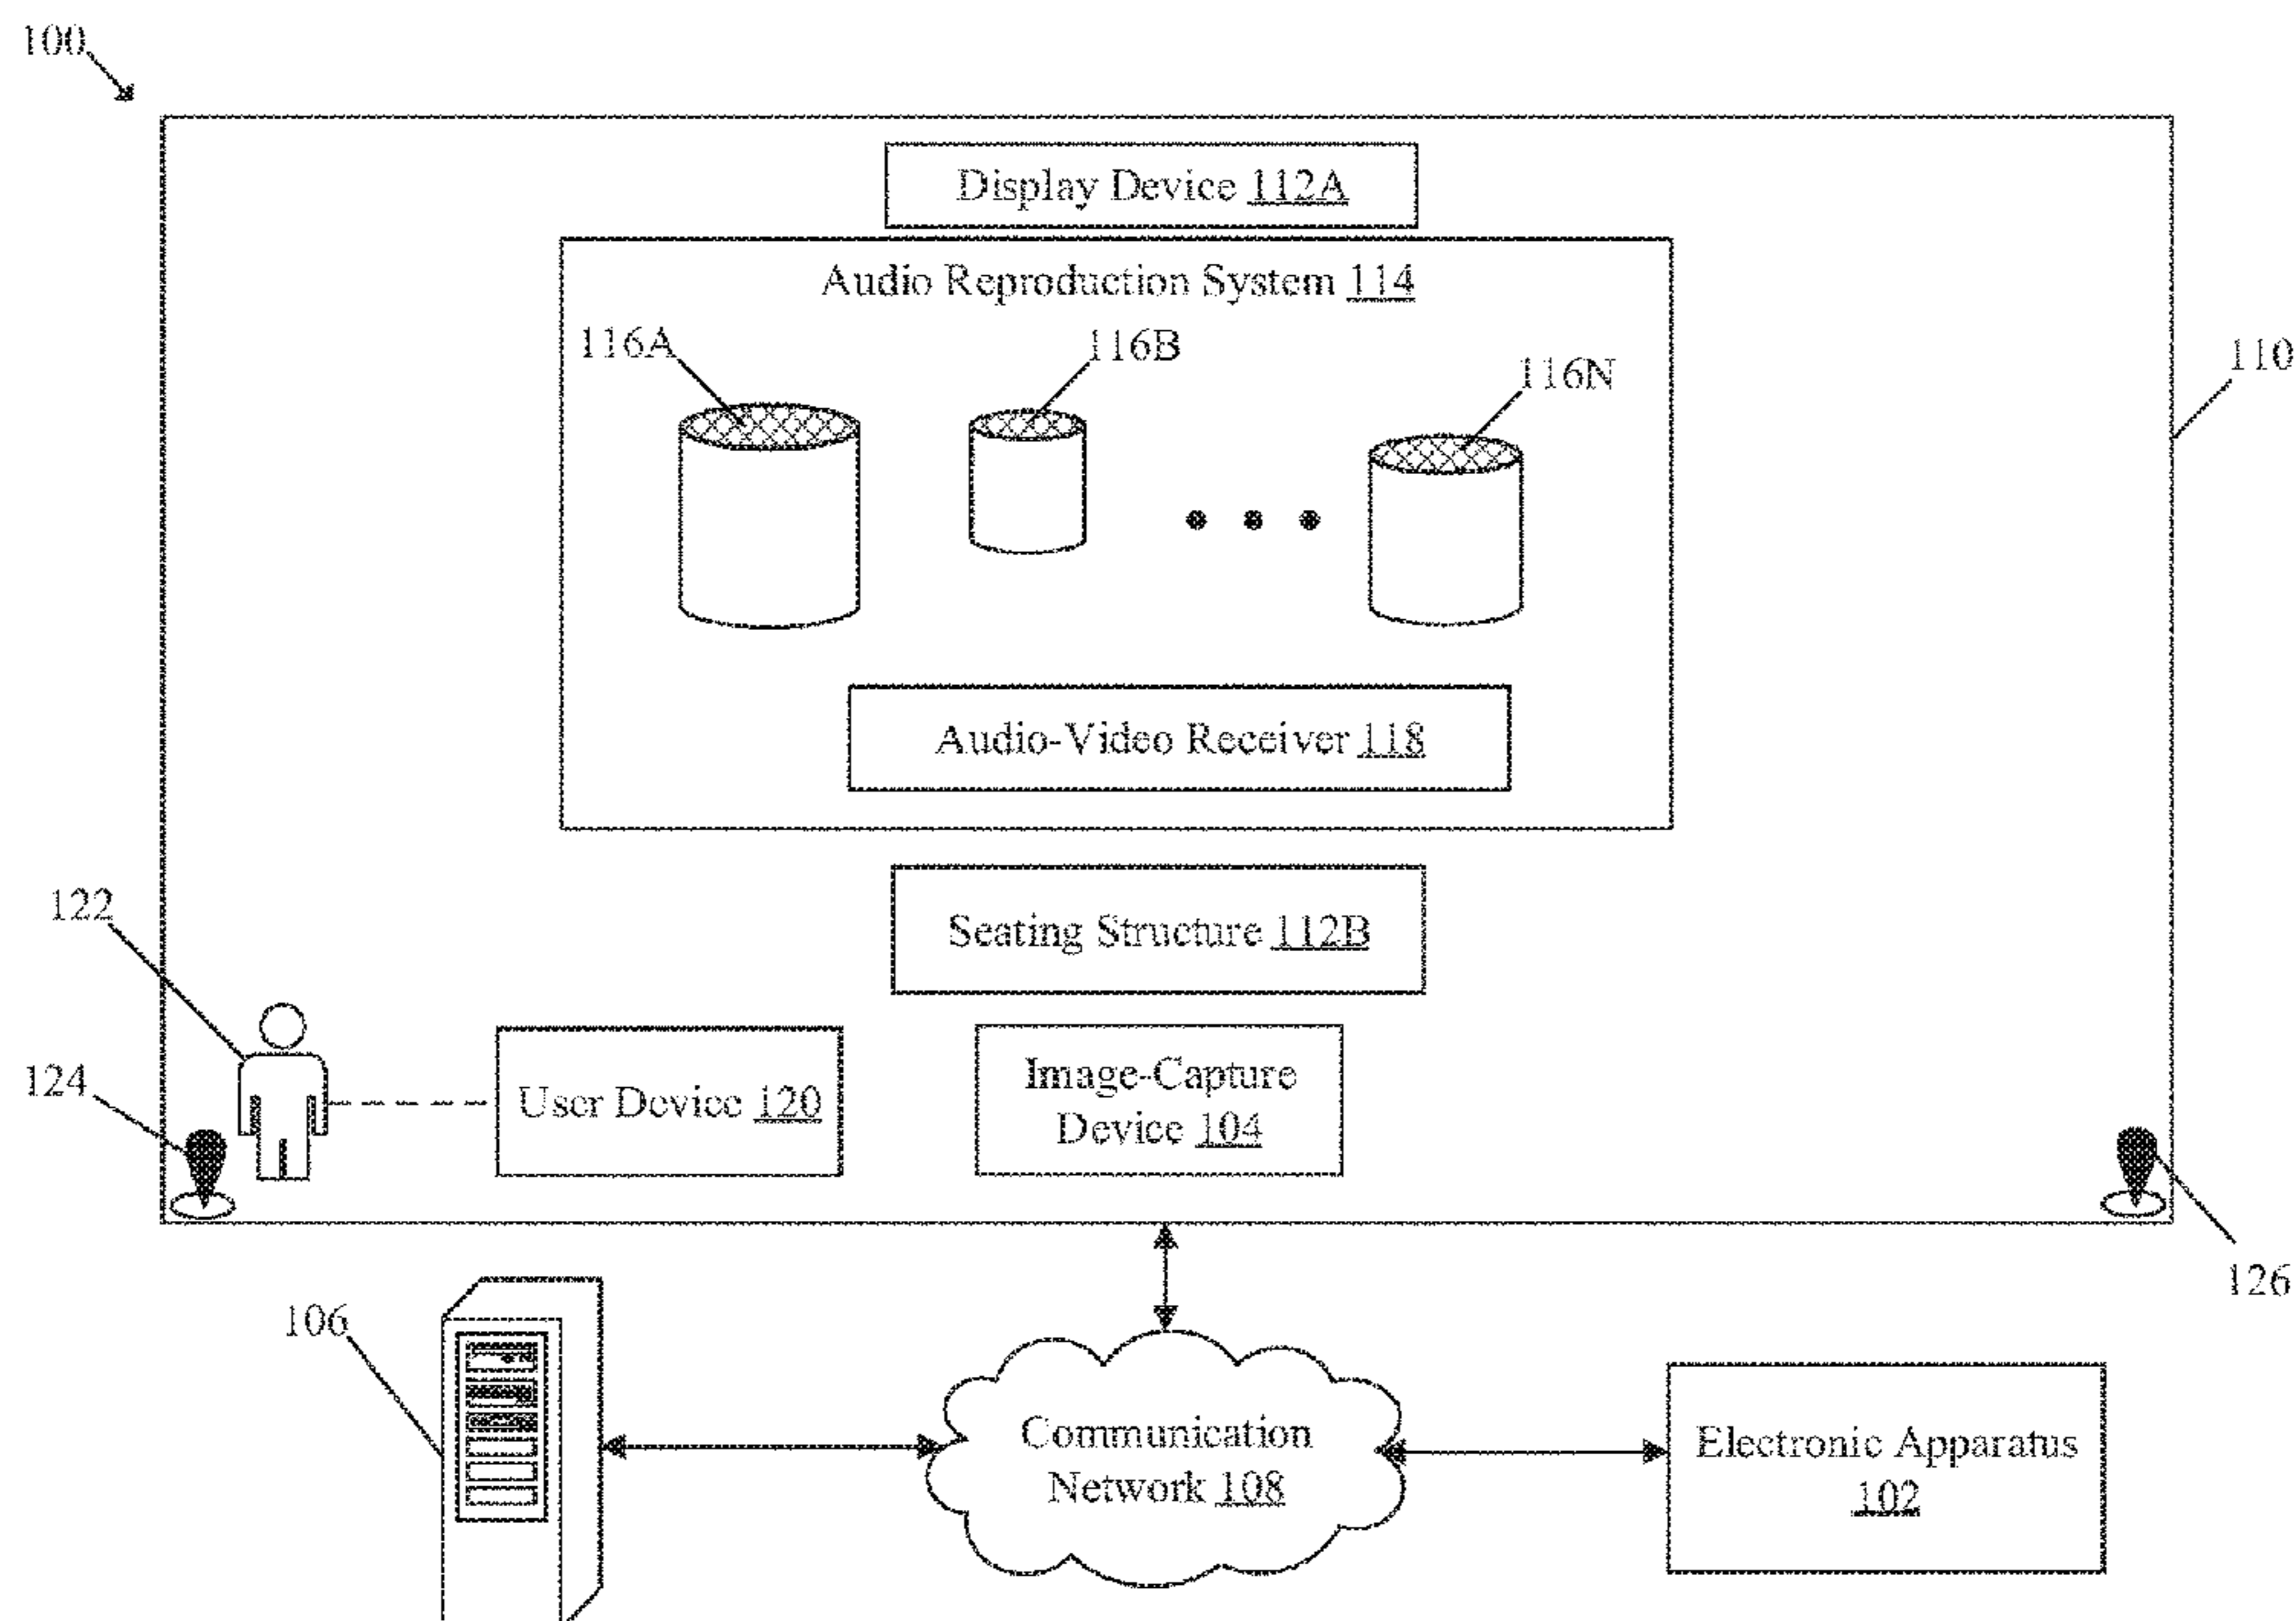 100
Display Device 112A
Audio Reproduction System 114
116A
116B
116N
110
Audio-Video Receiver 118
Seating Structure 112B
122
124
User Device 120
Image-Capture
Device 104
126
106
Communication
Network 108
Electronic Apparatus
102